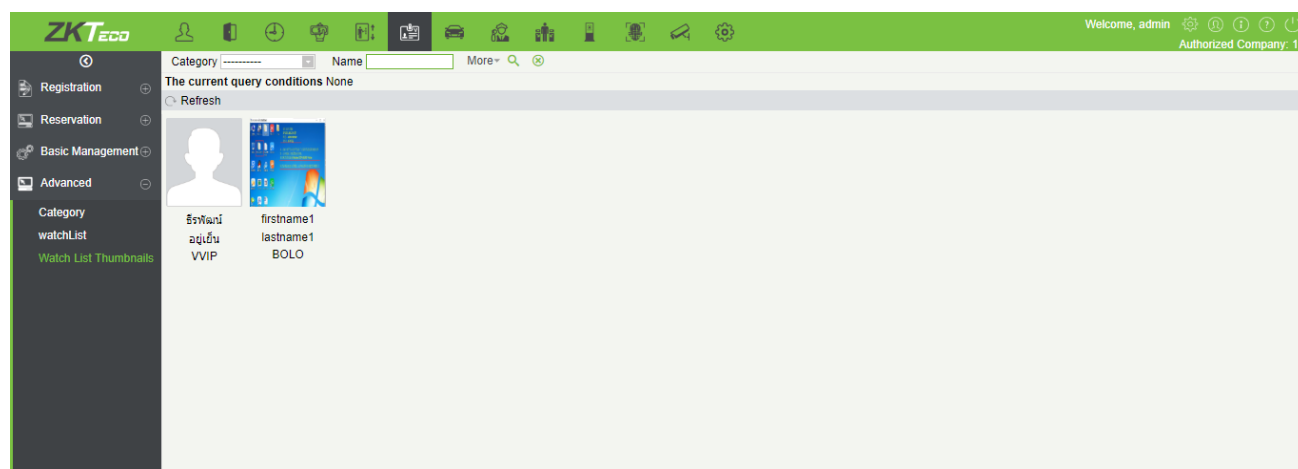 ZKTECO
Welcome, admin
Authorized Company: 1
Category ---------- Name More
The current query conditions None
Refresh
Registration
Reservation
Basic Management
Advanced
Category
watchList
Watch List Thumbnails
ธีรพัฒน์
อยู่เย็น
VVIP
firstname1
lastname1
BOLO